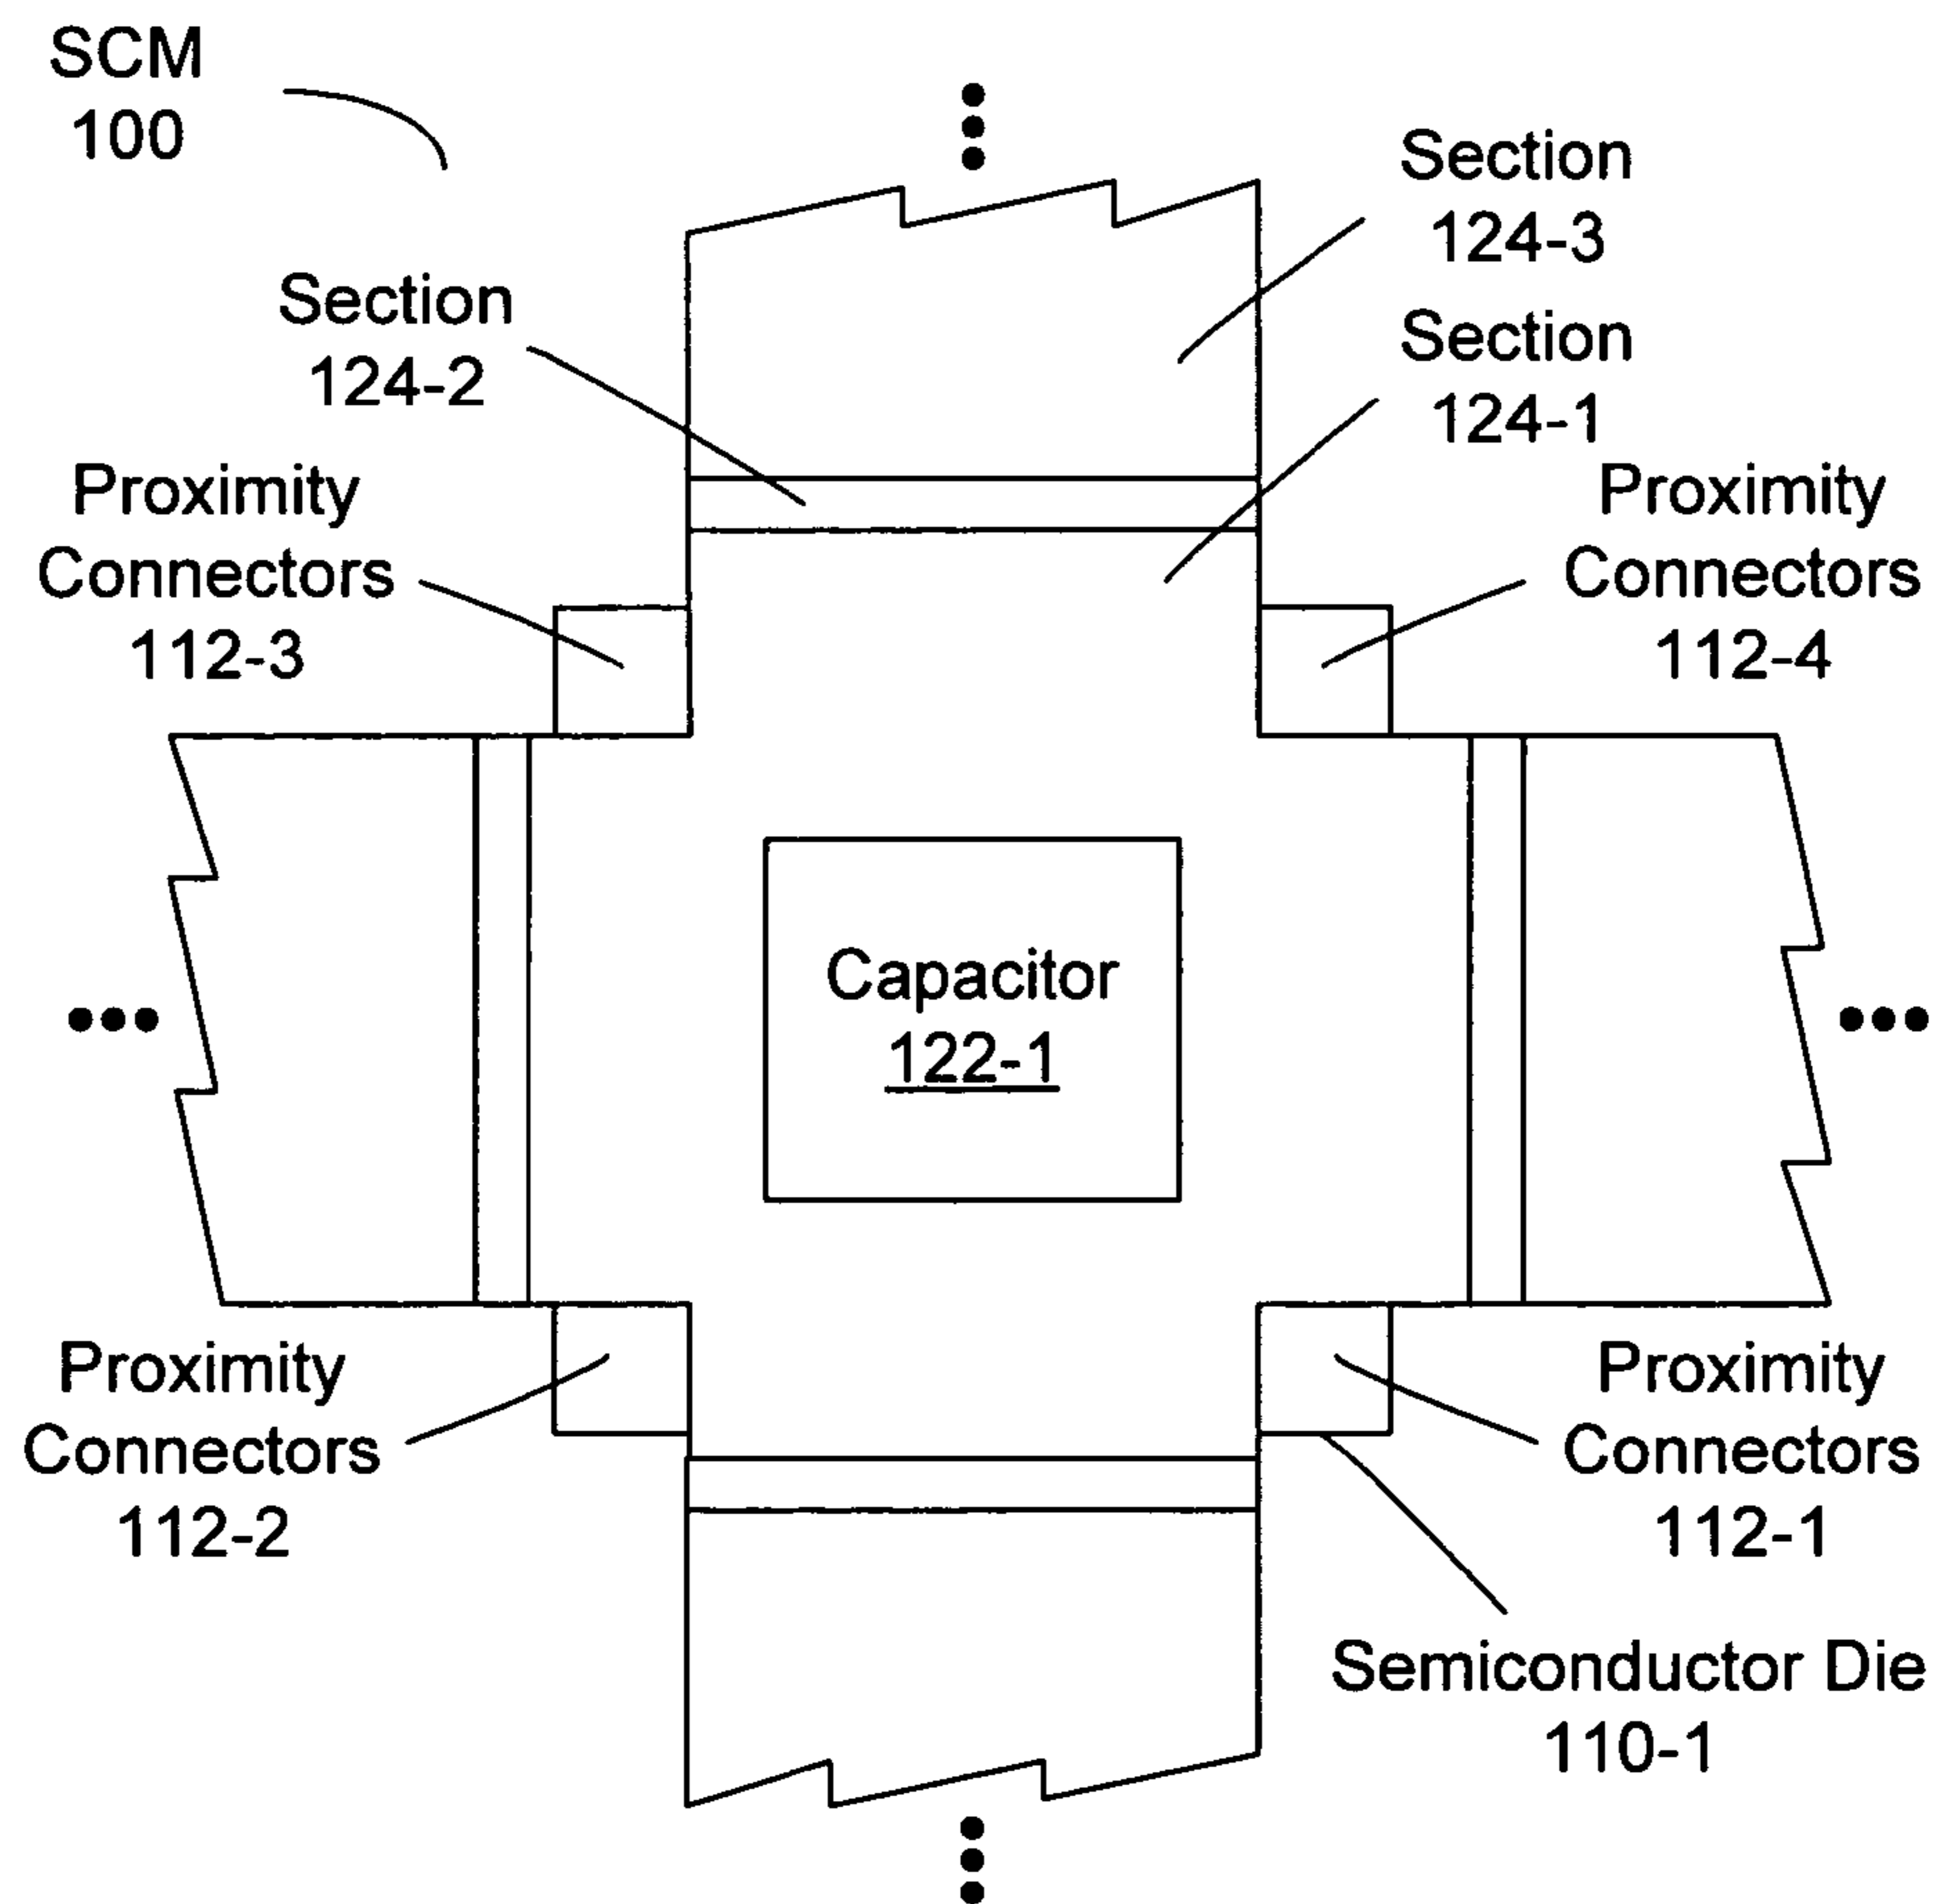 SCM
100
Section
124-3
Section
124-2
Section
124-1
Proximity
Connectors
112-3
Proximity
Connectors
112-4
Capacitor
122-1
Proximity
Connectors
112-2
Proximity
Connectors
112-1
Semiconductor Die
110-1